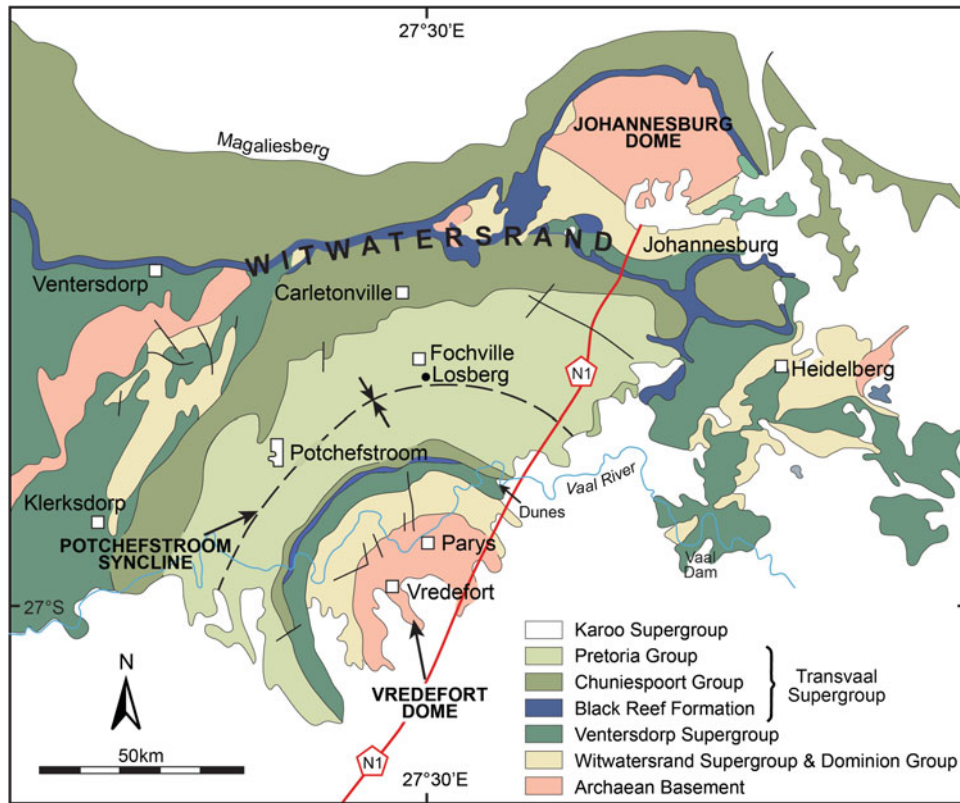 27°30'E
JOHANNESBURG
DOME
Magaliesberg
WITWATERSRAND
Johannesburg
Ventersdorp
Carletonville
Fochville
Losberg
N1
Heidelberg
Potchefstroom
Vaal River
Klerksdorp
Dunes
POTCHEFSTROOM
SYNCLINE
Parys
Vaal
Dam
Vredefort
27°S
N
VREDEFORT
DOME
50km
N1
27°30'E
Karoo Supergroup
Pretoria Group
Chuniespoort Group
Black Reef Formation
Transvaal
Supergroup
Ventersdorp Supergroup
Witwatersrand Supergroup & Dominion Group
Archaean Basement